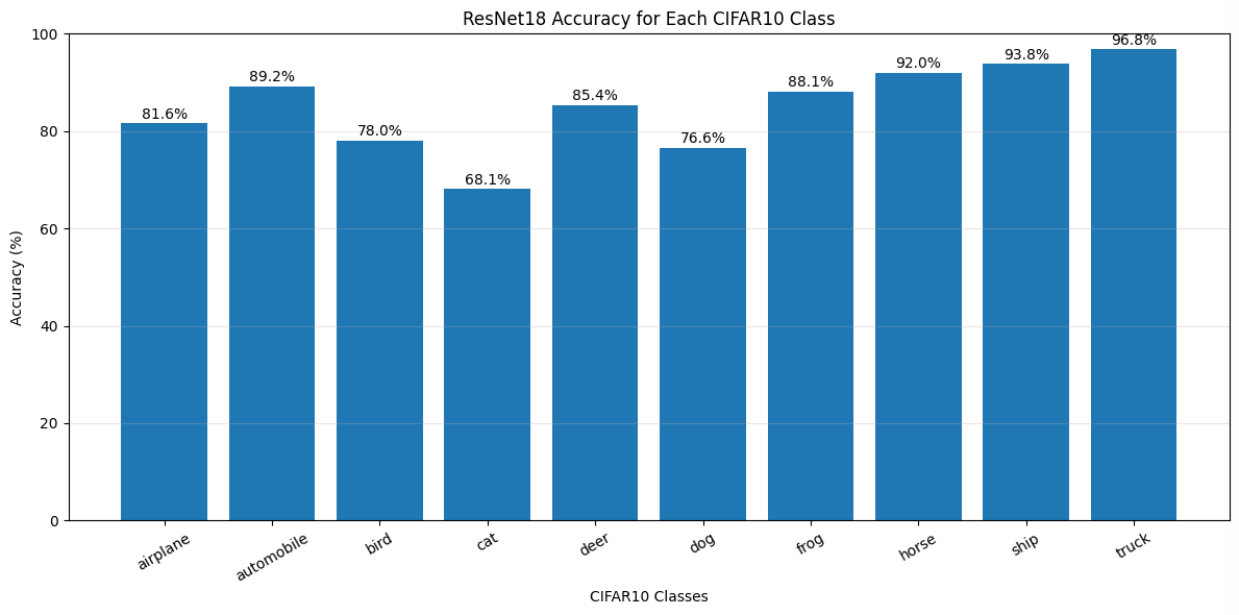 ResNet18 Accuracy for Each CIFAR10 Class
Accuracy (%)
100
80
60
40
20
0
81.6%
89.2%
78.0%
68.1%
85.4%
76.6%
88.1%
92.0%
93.8%
96.8%
airplane
automobile
bird
cat
deer
dog
frog
horse
ship
truck
CIFAR10 Classes